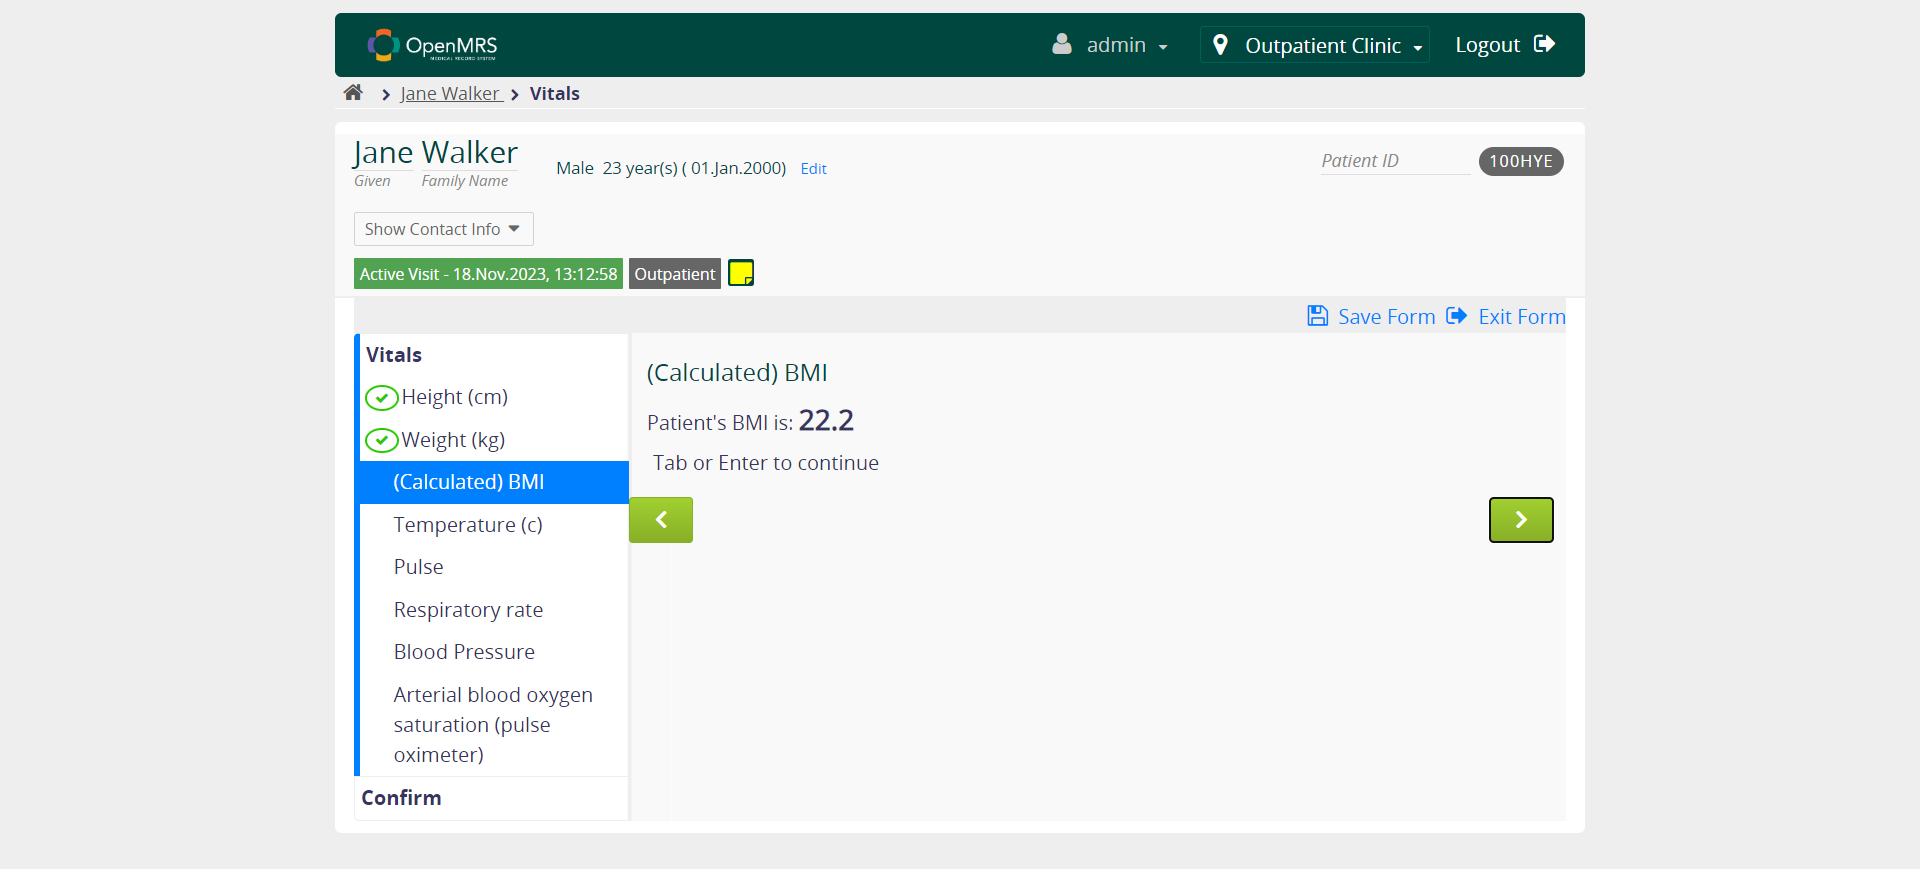 OpenMRS
MEDICAL RECORD SYSTEM
admin
Outpatient Clinic
Logout
Jane Walker
Vitals
Jane Walker
Given Family Name
Male 23 year(s) ( 01.Jan.2000) Edit
Patient ID 100HYE
Show Contact Info
Active Visit - 18.Nov.2023, 13:12:58 Outpatient
Save Form Exit Form
Vitals
Height (cm)
Weight (kg)
(Calculated) BMI
Temperature (c)
Pulse
Respiratory rate
Blood Pressure
Arterial blood oxygen
saturation (pulse
oximeter)
Confirm
(Calculated) BMI
Patient's BMI is: 22.2
Tab or Enter to continue